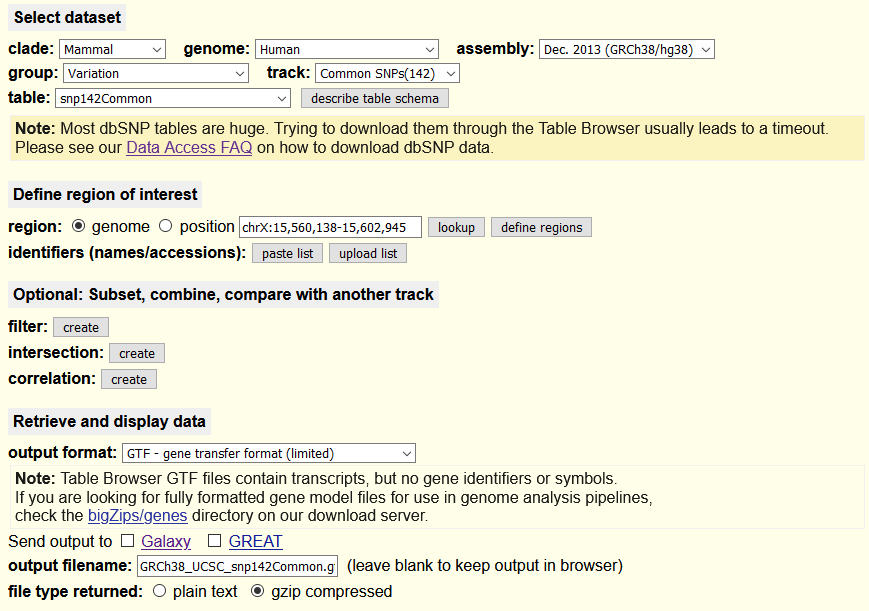 Select dataset
clade: Mammal genome: Human assembly: Dec. 2013 (GRCh38/hg38)
group: Variation track: Common SNPs(142)
table: snp142Common describe table schema
Note: Most dbSNP tables are huge. Trying to download them through the Table Browser usually leads to a timeout.
Please see our Data Access FAQ on how to download dbSNP data.
Define region of interest
region: genome position chrX:15,560,138-15,602,945 lookup define regions
identifiers (names/accessions): paste list upload list
Optional: Subset, combine, compare with another track
filter: create
intersection: create
correlation: create
Retrieve and display data
output format: GTF - gene transfer format (limited)
Note: Table Browser GTF files contain transcripts, but no gene identifiers or symbols.
If you are looking for fully formatted gene model files for use in genome analysis pipelines,
check the bigZips/genes directory on our download server.
Send output to Galaxy GREAT
output filename: GRCh38_UCSC_snp142Common.g (leave blank to keep output in browser)
file type returned: plain text gzip compressed